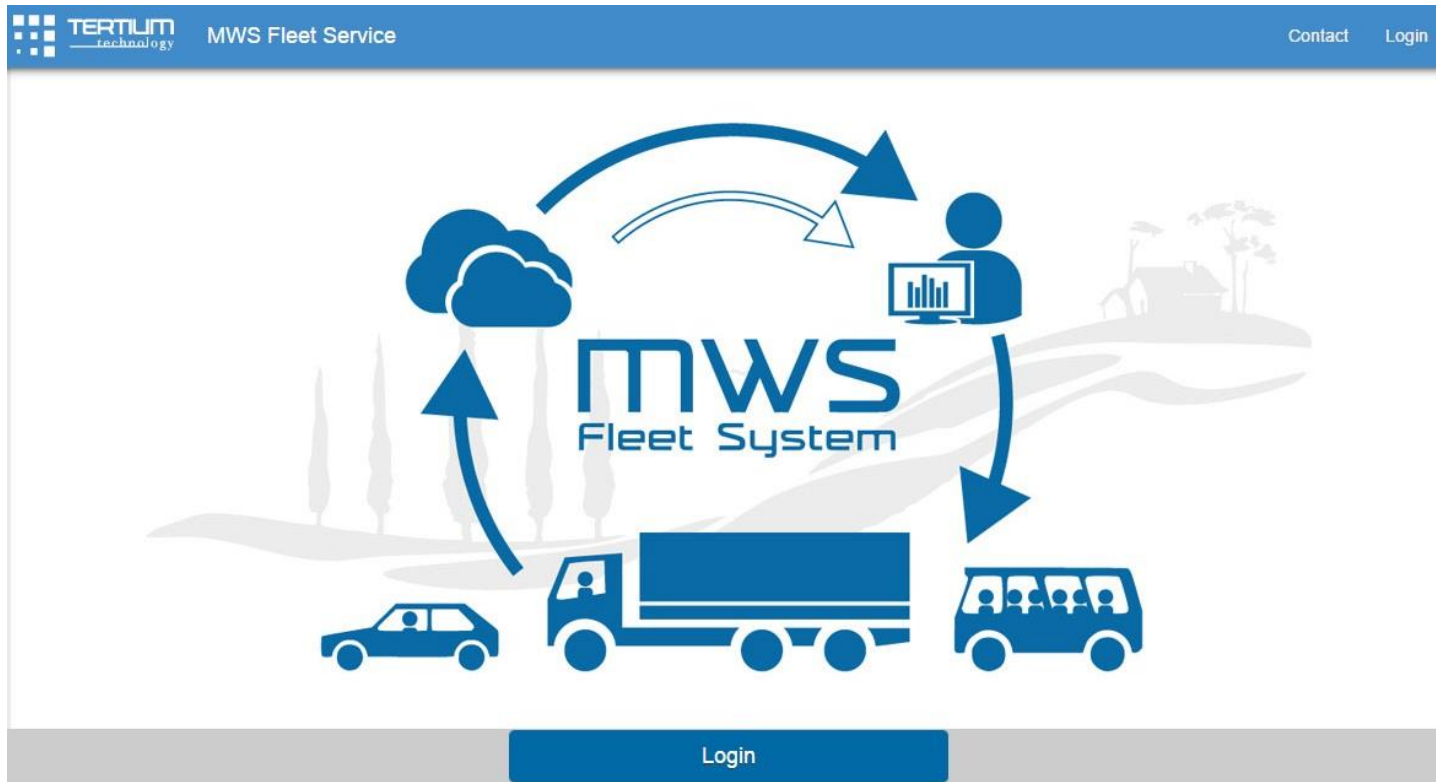 TERTIUM
technology
MWS Fleet Service
Contact
Login
MWS
Fleet System
Login